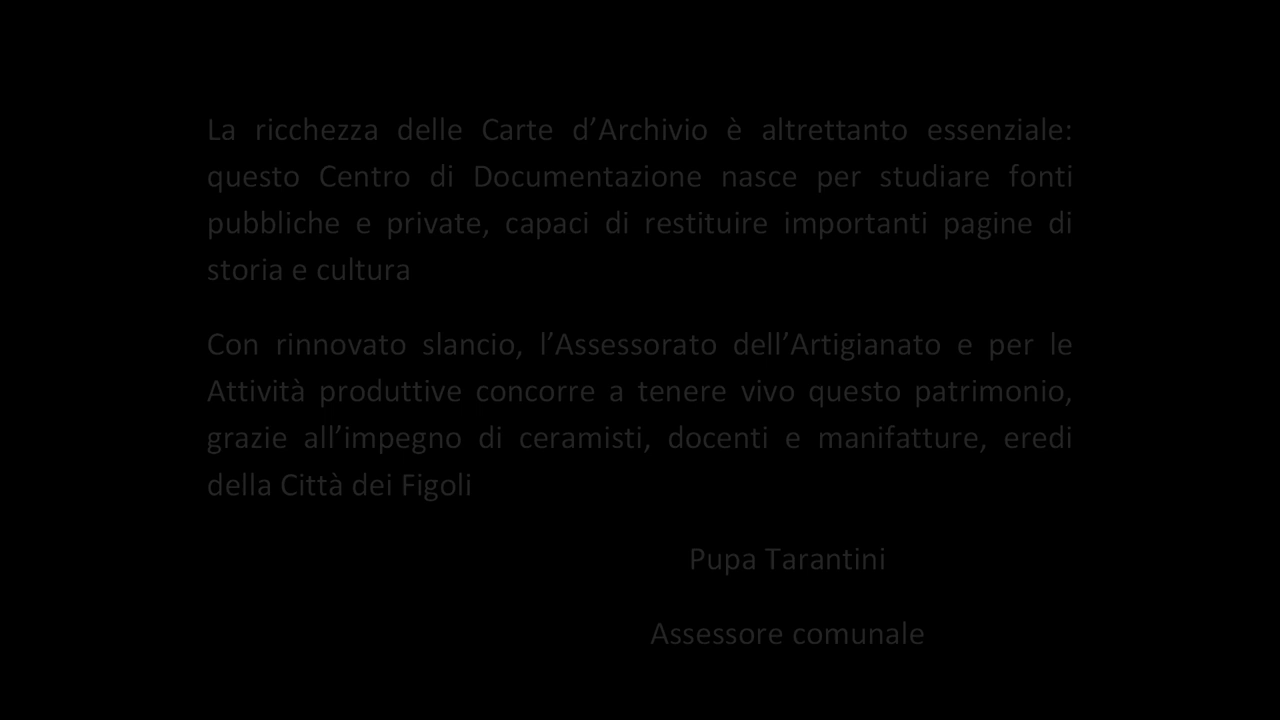 La ricchezza delle Carte d’Archivio è altrettanto essenziale:
questo Centro di Documentazione nasce per studiare fonti
pubbliche e private, capaci di restituire importanti pagine di
storia e cultura
Con rinnovato slancio, l’Assessorato dell’Artigianato e per le
Attività produttive concorre a tenere vivo questo patrimonio,
grazie all’impegno di ceramisti, docenti e manifatture, eredi
della Città dei Figoli
Pupa Tarantini
Assessore comunale